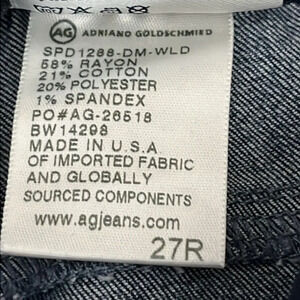 AG ADRIANO GOLDSCHMIED
SPD1288-DM-WLD
58% RAYON
21% COTTON
20% POLYESTER
1% SPANDEX
PO#AG-26518
BW14298
MADE IN U.S.A
OF IMPORTED FABRIC
AND GLOBALLY
SOURCED COMPONENTS
www.agjeans.com
27R